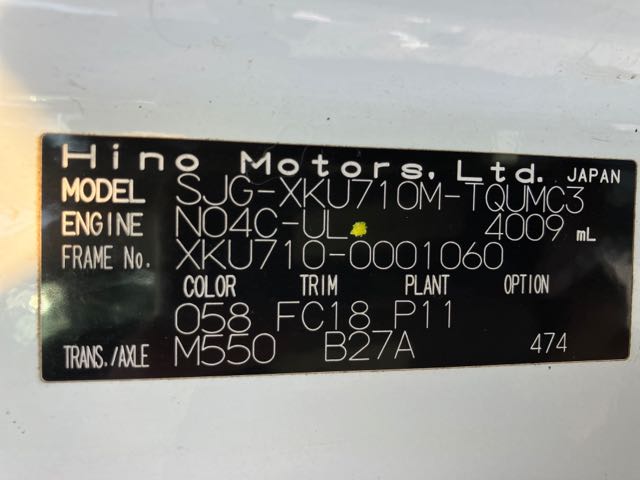 Hino Motors, Ltd. JAPAN
MODEL SJG-XKU710M-TQUMC3
ENGINE N04C-UL 4009 mL
FRAME No. XKU710-0001060
COLOR TRIM PLANT OPTION
058 FC18 P11
TRANS./AXLE M550 B27A 474